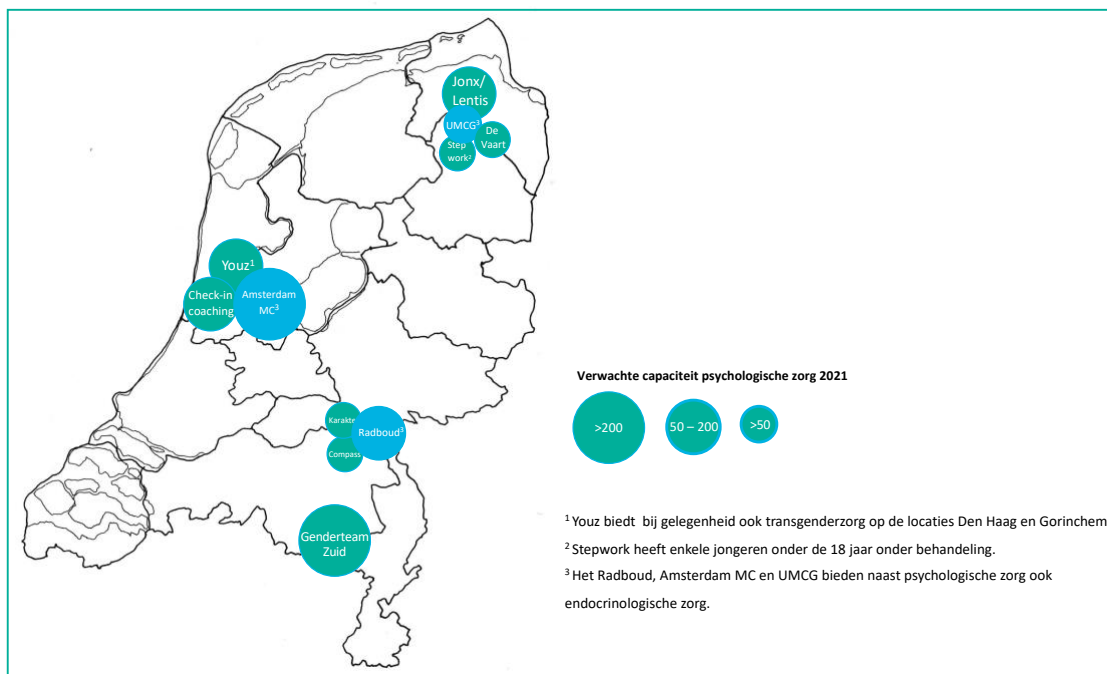 Jonx/
Lentis
UMCG³
De
Vaart
Step
work²
Youz¹
Check-in
coaching
Amsterdam
MC³
Karakte
Radboud³
Compass
Genderteam
Zuid
Verwachte capaciteit psychologische zorg 2021
>200
50 – 200
>50
¹ Youz biedt bij gelegenheid ook transgenderzorg op de locaties Den Haag en Gorinchem
² Stepwork heeft enkele jongeren onder de 18 jaar onder behandeling.
³ Het Radboud, Amsterdam MC en UMCG bieden naast psychologische zorg ook
endocrinologische zorg.